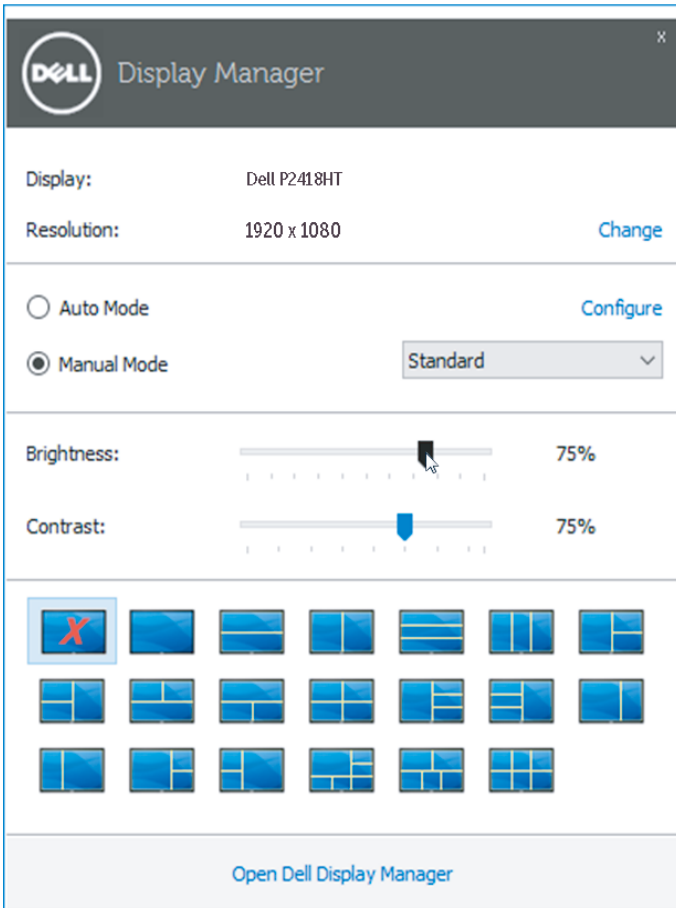 x
DELL Display Manager
Display: Dell P2418HT
Resolution: 1920 x 1080 Change
Auto Mode Configure
Manual Mode Standard
Brightness: 75%
Contrast: 75%
X
Open Dell Display Manager